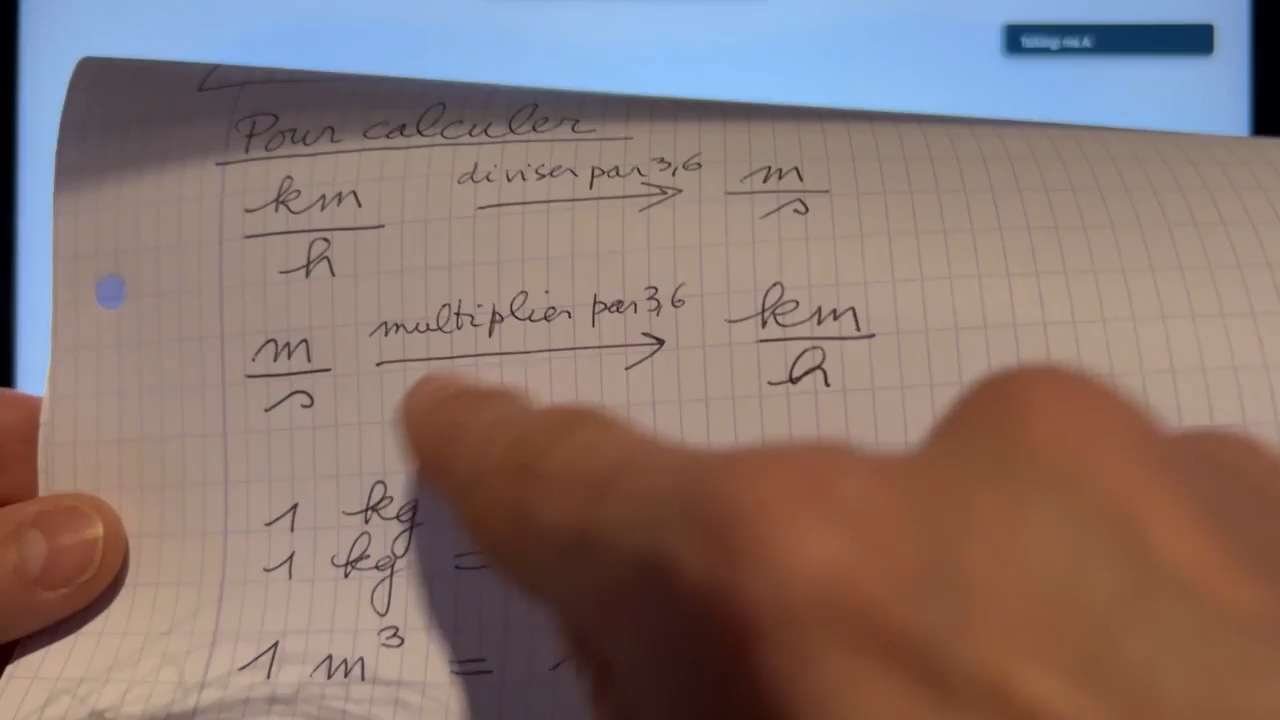 Pour calculer
km/h diviser par 3,6 → m/s
m/s multiplier par 3,6 → km/h
1 kg
1 kg =
1 m³ =